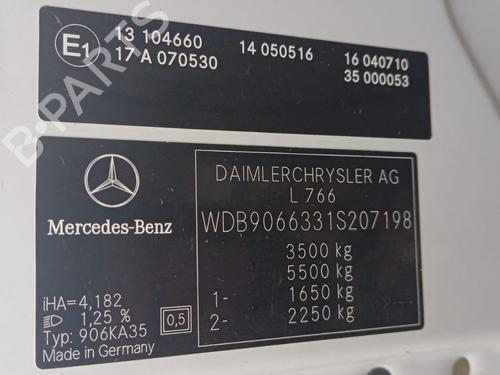 E1
13 104660 14 050516 16 040710
17 A 070530 35 000053
B-PARTS
DAIMLERCHRYSLER AG
L 766
WDB9066331S207198
3500 kg
5500 kg
1- 1650 kg
2- 2250 kg
Mercedes-Benz
iHA=4,182
1,25 % 0,5
Typ: 906KA35
Made in Germany